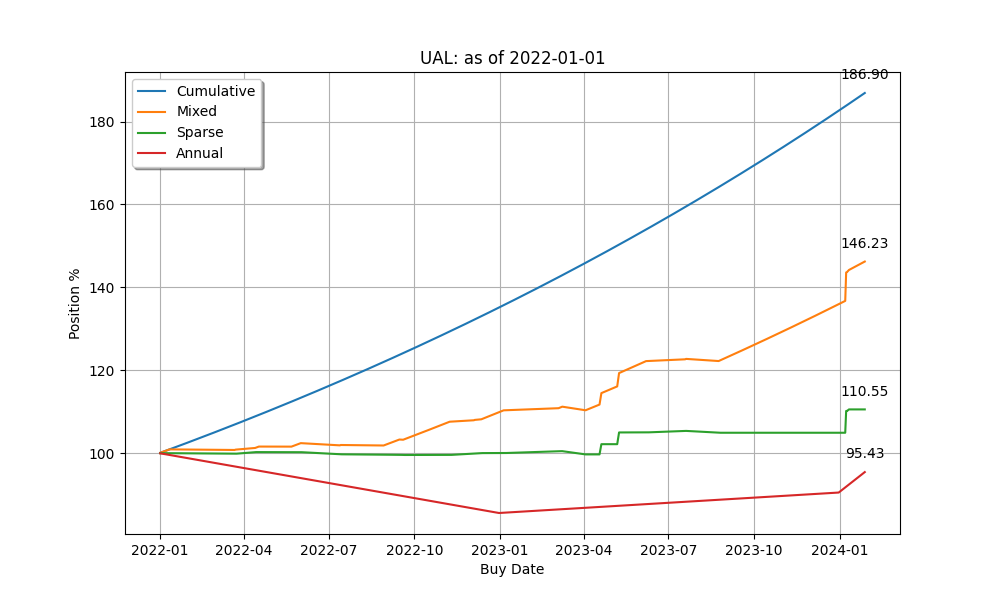 UAL: as of 2022-01-01
Cumulative
Mixed
Sparse
Annual
186.90
146.23
110.55
95.43
180
160
140
120
100
Position %
2022-01 2022-04 2022-07 2022-10 2023-01 2023-04 2023-07 2023-10 2024-01
Buy Date